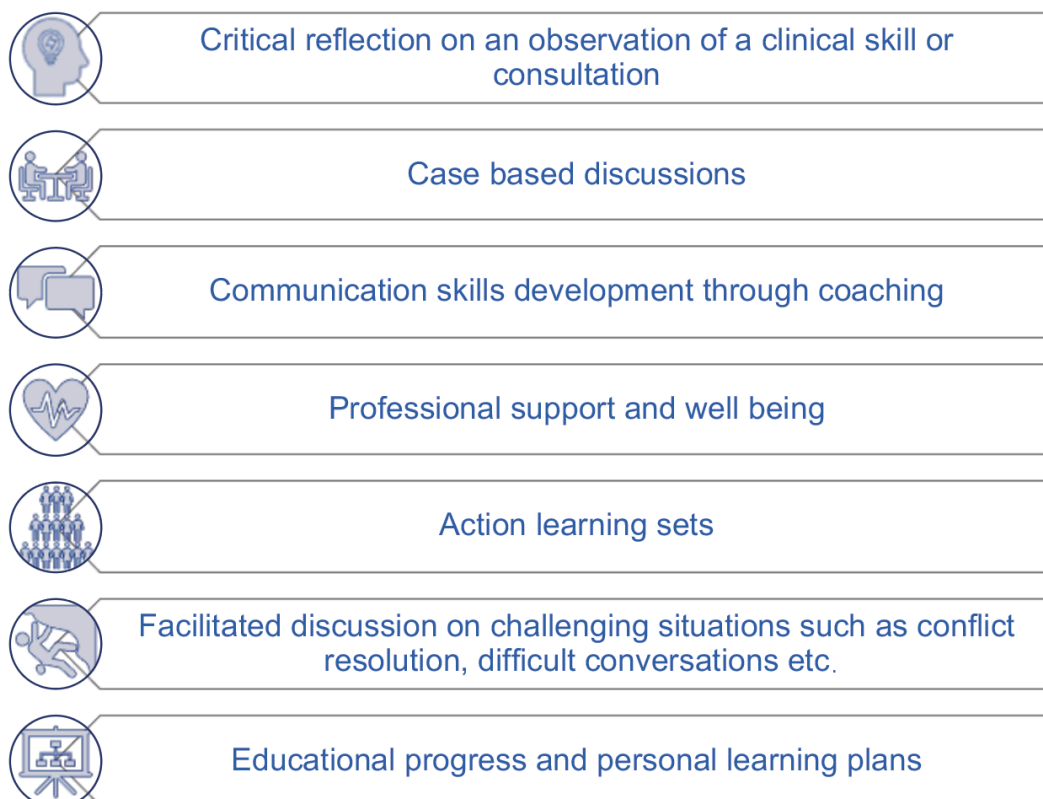 Critical reflection on an observation of a clinical skill or
consultation
Case based discussions
Communication skills development through coaching
Professional support and well being
Action learning sets
Facilitated discussion on challenging situations such as conflict
resolution, difficult conversations etc.
Educational progress and personal learning plans